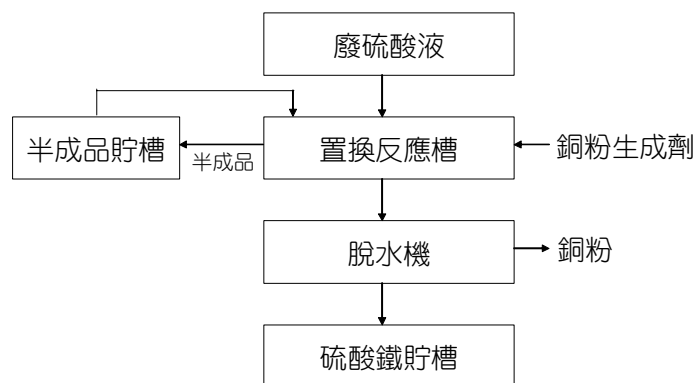 廢硫酸液
半成品貯槽
半成品
置換反應槽
銅粉生成劑
脫水機
銅粉
硫酸鐵貯槽